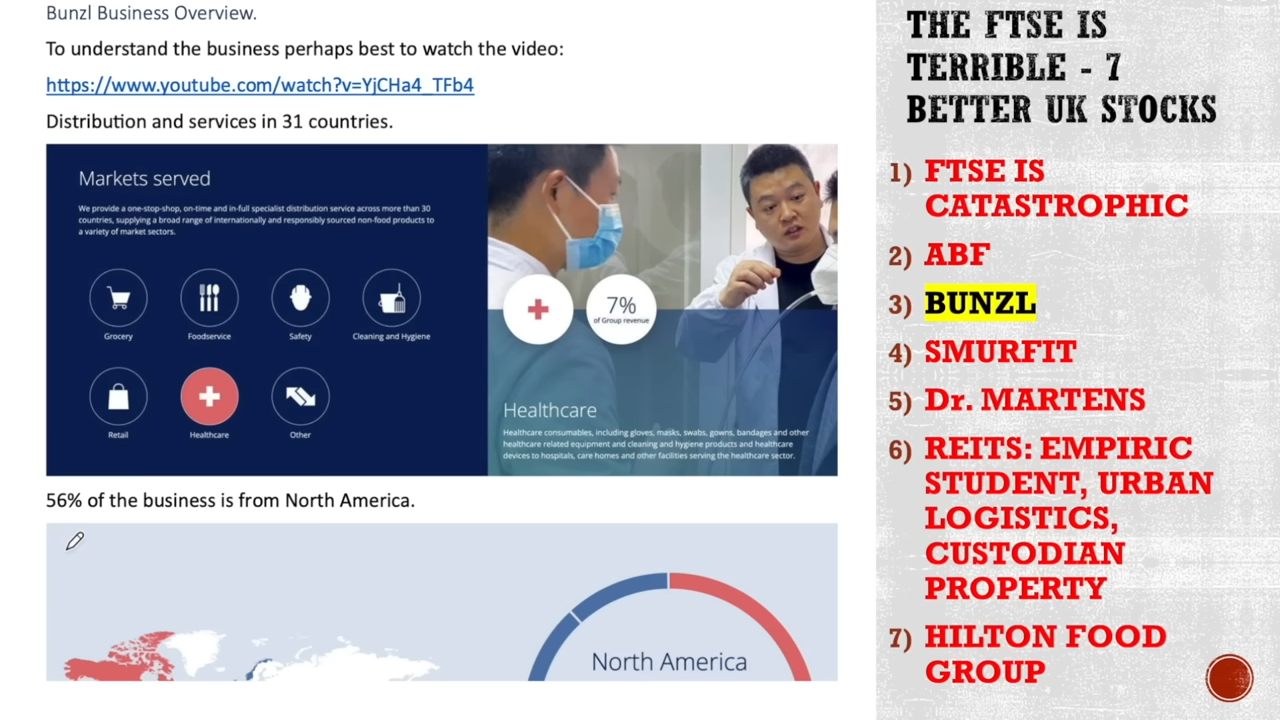 Bunzl Business Overview.
To understand the business perhaps best to watch the video:
https://www.youtube.com/watch?v=YjCHa4_TFb4
Distribution and services in 31 countries.
Markets served
We provide a one-stop-shop, on-time and in-full specialist distribution service across more than 30
countries, supplying a broad range of internationally and responsibly sourced non-food products to
a variety of market sectors.
Grocery
Foodservice
Safety
Cleaning and Hygiene
Retail
Healthcare
Other
7%
of Group revenue
Healthcare
Healthcare consumables, including gloves, masks, swabs, gowns, bandages and other
healthcare related equipment and cleaning and hygiene products and healthcare
devices to hospitals, care homes and other facilities serving the healthcare sector.
56% of the business is from North America.
North America
THE FTSE IS
TERRIBLE - 7
BETTER UK STOCKS
1) FTSE IS
CATASTROPHIC
2) ABF
3) BUNZL
4) SMURFIT
5) Dr. MARTENS
6) REITS: EMPIRIC
STUDENT, URBAN
LOGISTICS,
CUSTODIAN
PROPERTY
7) HILTON FOOD
GROUP